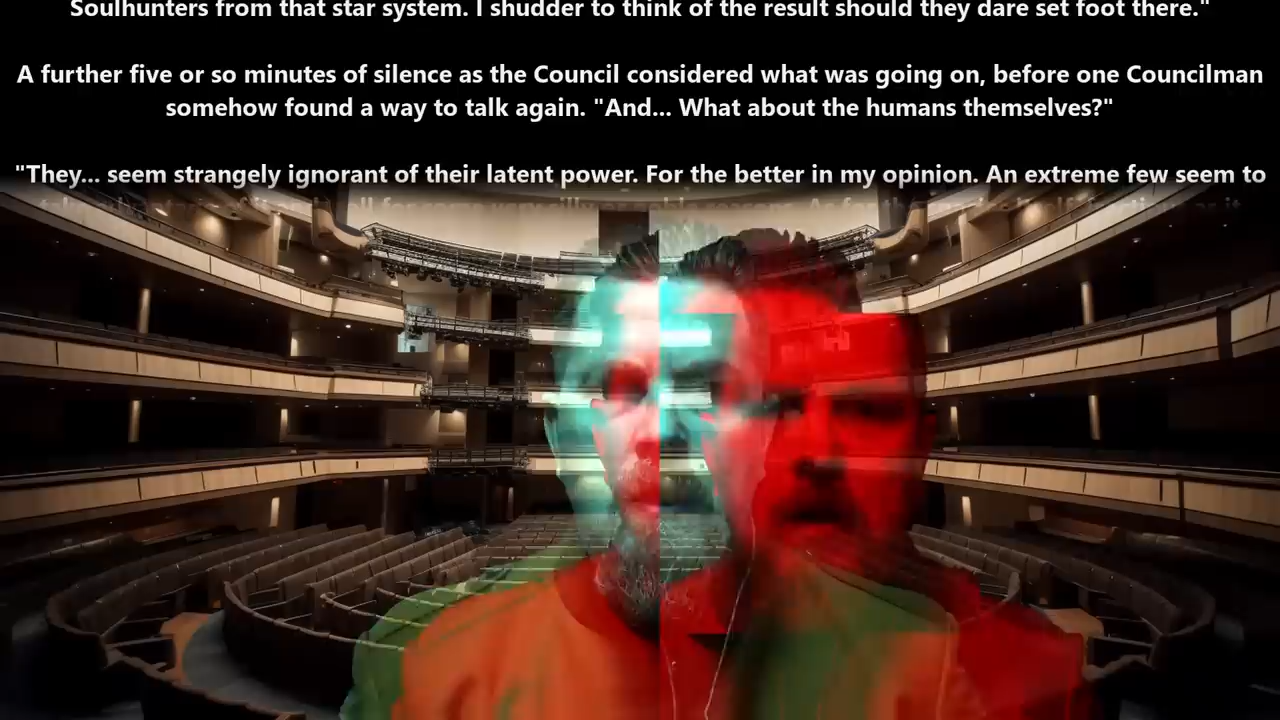 Soulhunters from that star system. I shudder to think of the result should they dare set foot there."
A further five or so minutes of silence as the Council considered what was going on, before one Councilman
somehow found a way to talk again. "And... What about the humans themselves?"
"They... seem strangely ignorant of their latent power. For the better in my opinion. An extreme few seem to